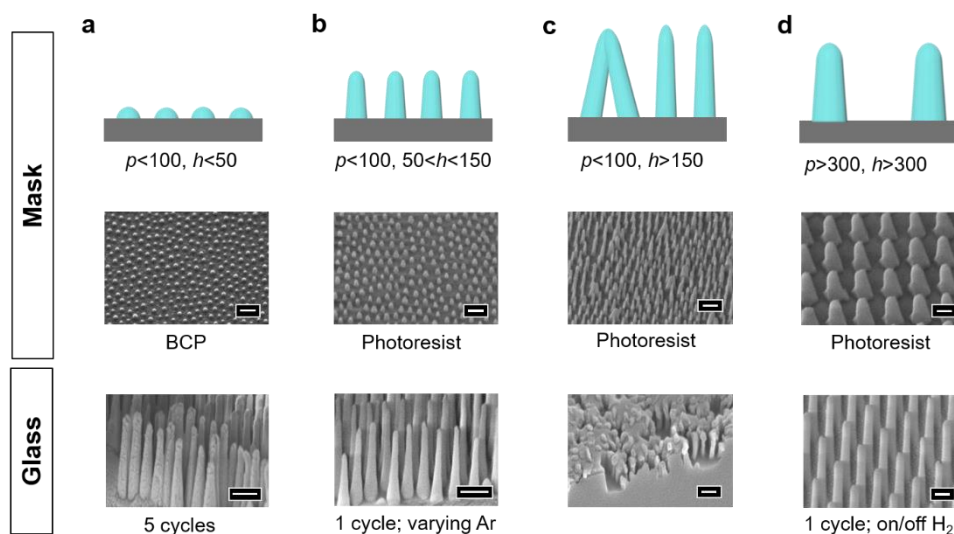 a
b
c
d
Mask
p<100, h<50
p<100, 50<h<150
p<100, h>150
p>300, h>300
BCP
Photoresist
Photoresist
Photoresist
Glass
5 cycles
1 cycle; varying Ar
1 cycle; on/off H₂